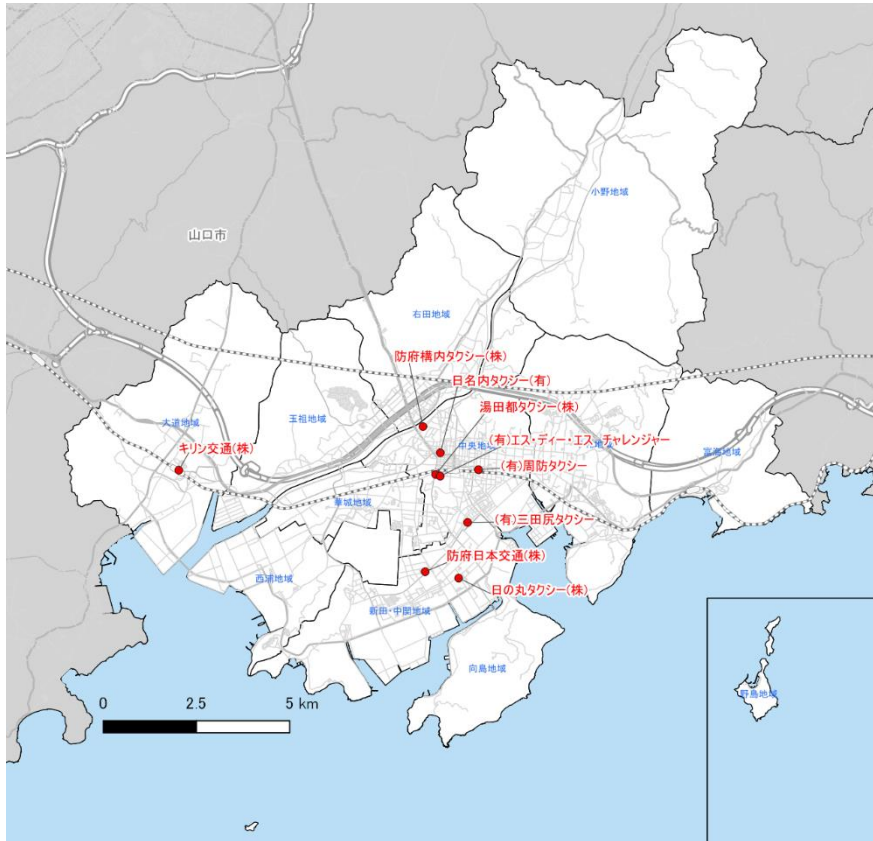 小野地域
山口市
右田地域
防府構内タクシー(株)
日名内タクシー(有)
湯田都タクシー(株)
玉祖地域
大道地域
(有)エス・ディー・エス チャレンジャー
中央地域
富海地域
キリン交通(株)
(有)周防タクシー
華城地域
(有)三田尻タクシー
防府日本交通(株)
西浦地域
日の丸タクシー(株)
新田・中関地域
向島地域
野島地域
0 2.5 5 km